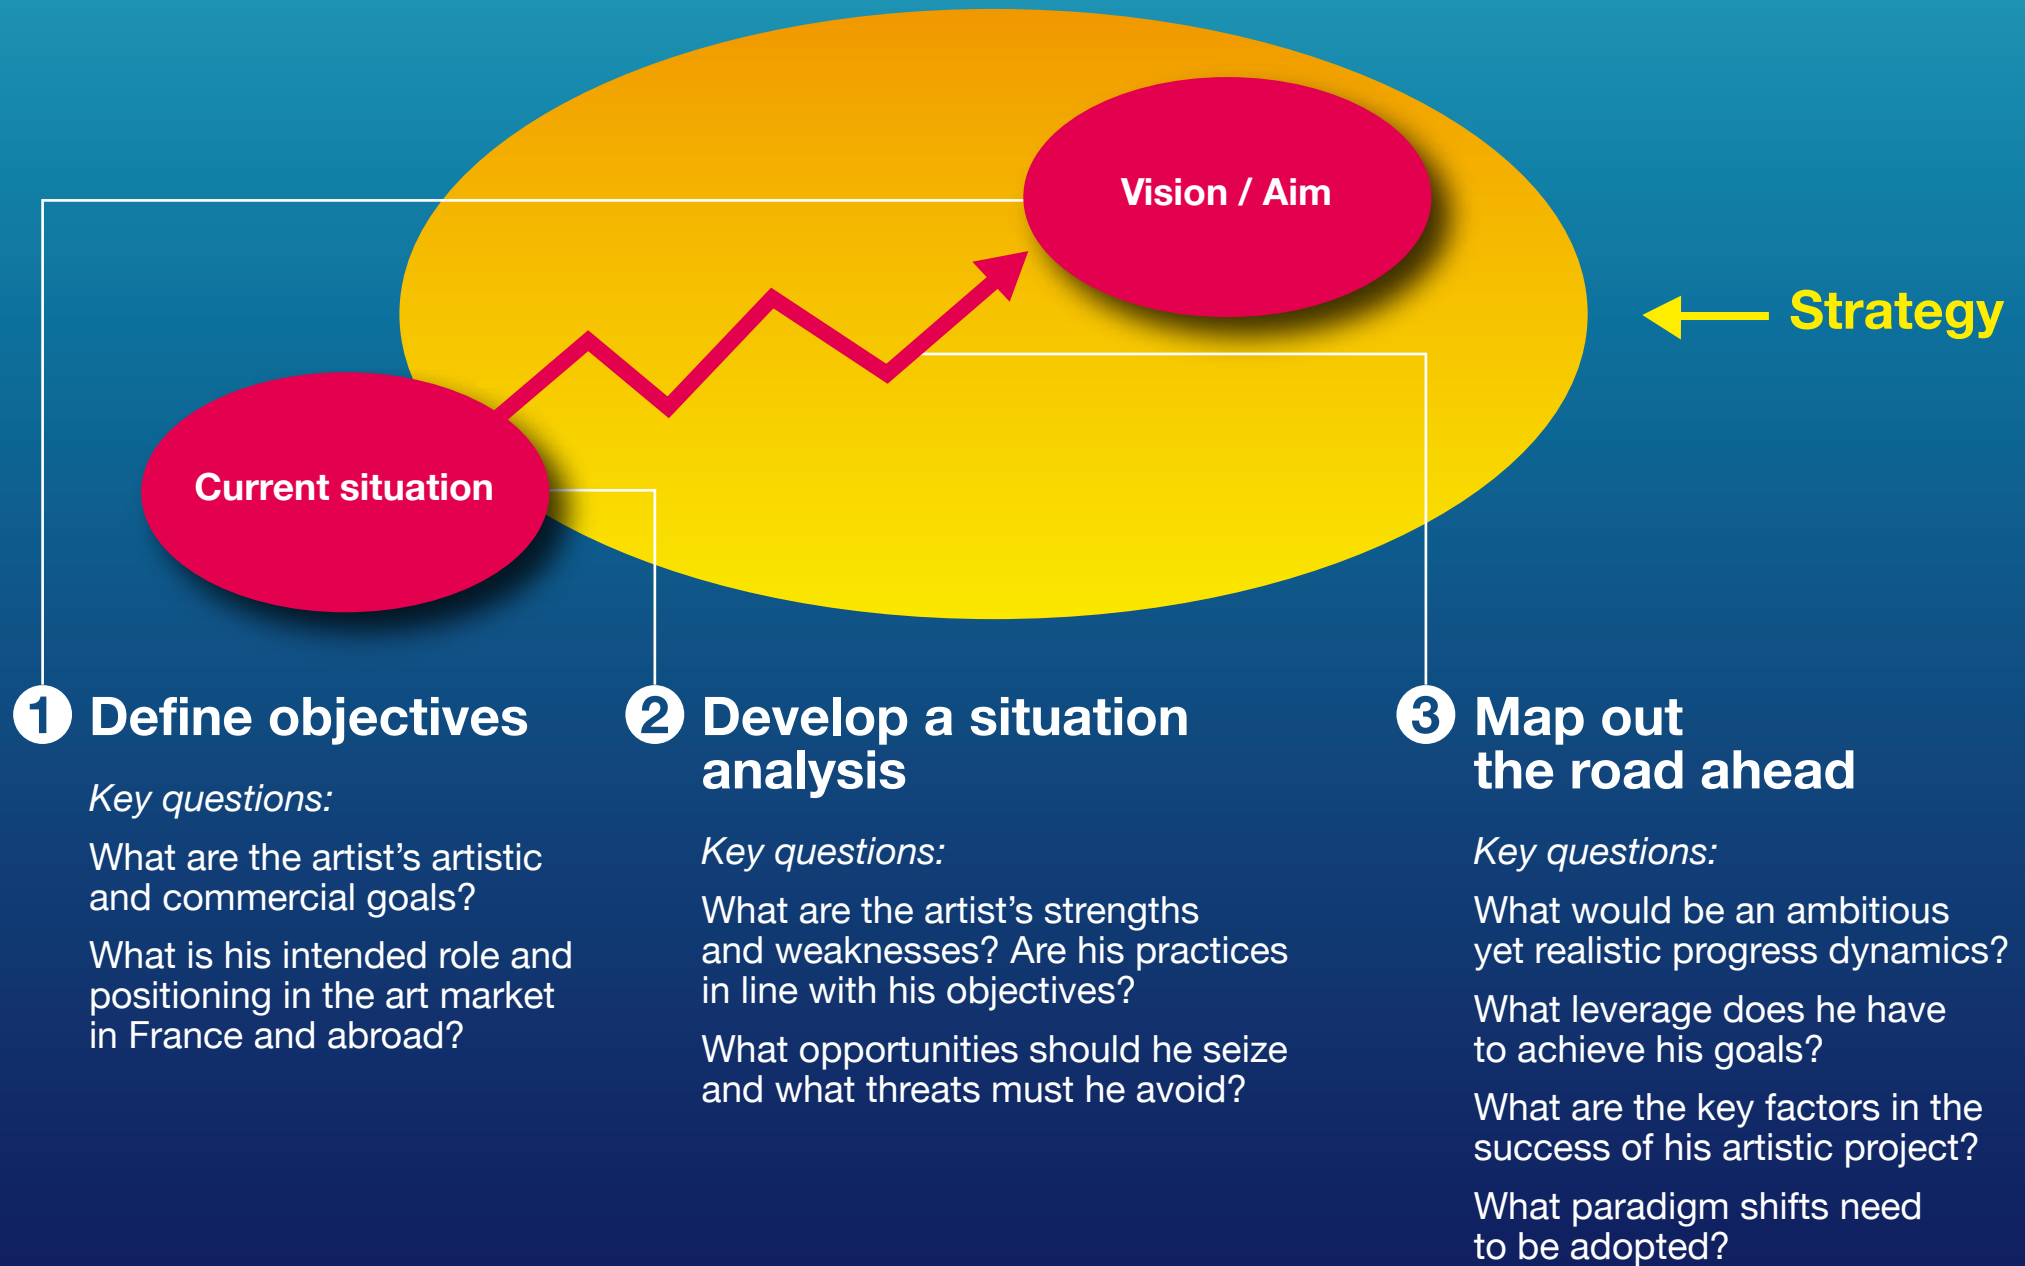 Vision / Aim
Strategy
Current situation
1 Define objectives
Key questions:
What are the artist’s artistic
and commercial goals?
What is his intended role and
positioning in the art market
in France and abroad?
2 Develop a situation
analysis
Key questions:
What are the artist’s strengths
and weaknesses? Are his practices
in line with his objectives?
What opportunities should he seize
and what threats must he avoid?
3 Map out
the road ahead
Key questions:
What would be an ambitious
yet realistic progress dynamics?
What leverage does he have
to achieve his goals?
What are the key factors in the
success of his artistic project?
What paradigm shifts need
to be adopted?